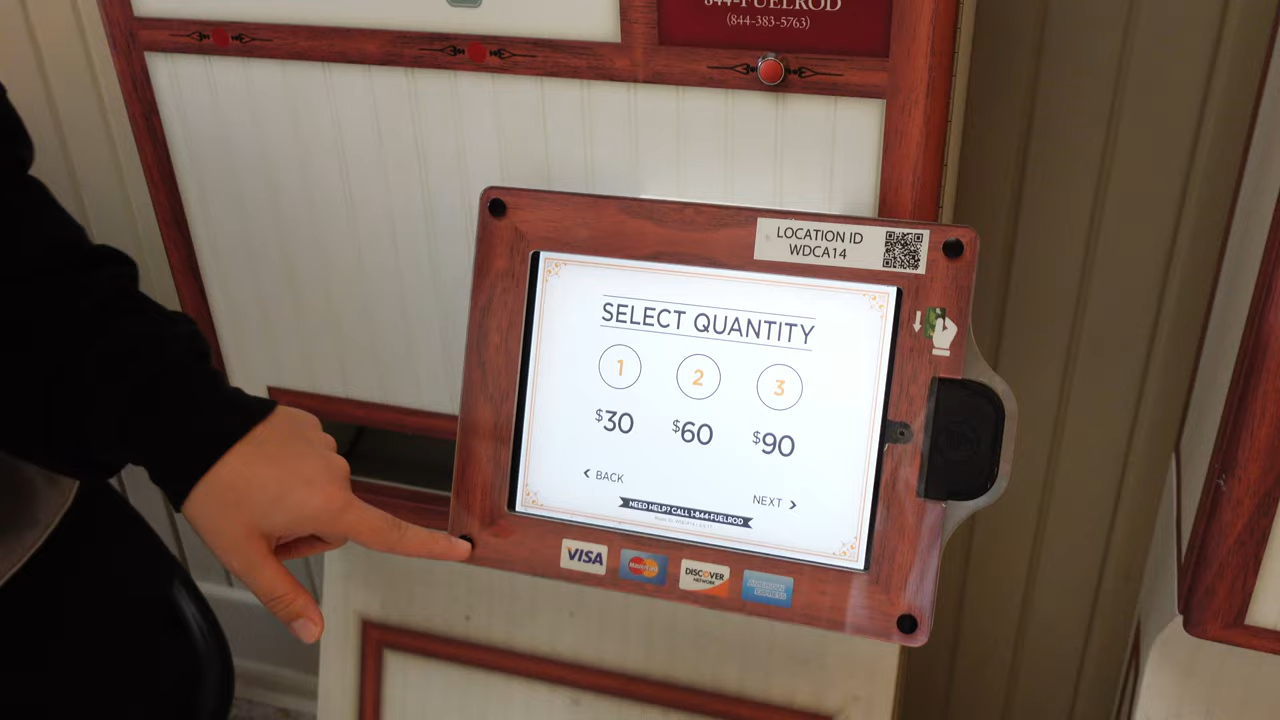 844-FUELROD
(844-383-5763)
LOCATION ID
WDCA14
SELECT QUANTITY
1 2 3
$30 $60 $90
BACK
NEXT
NEED HELP? CALL 1-844-FUELROD
VISA
MasterCard
DISCOVER
NETWORK
AMERICAN
EXPRESS